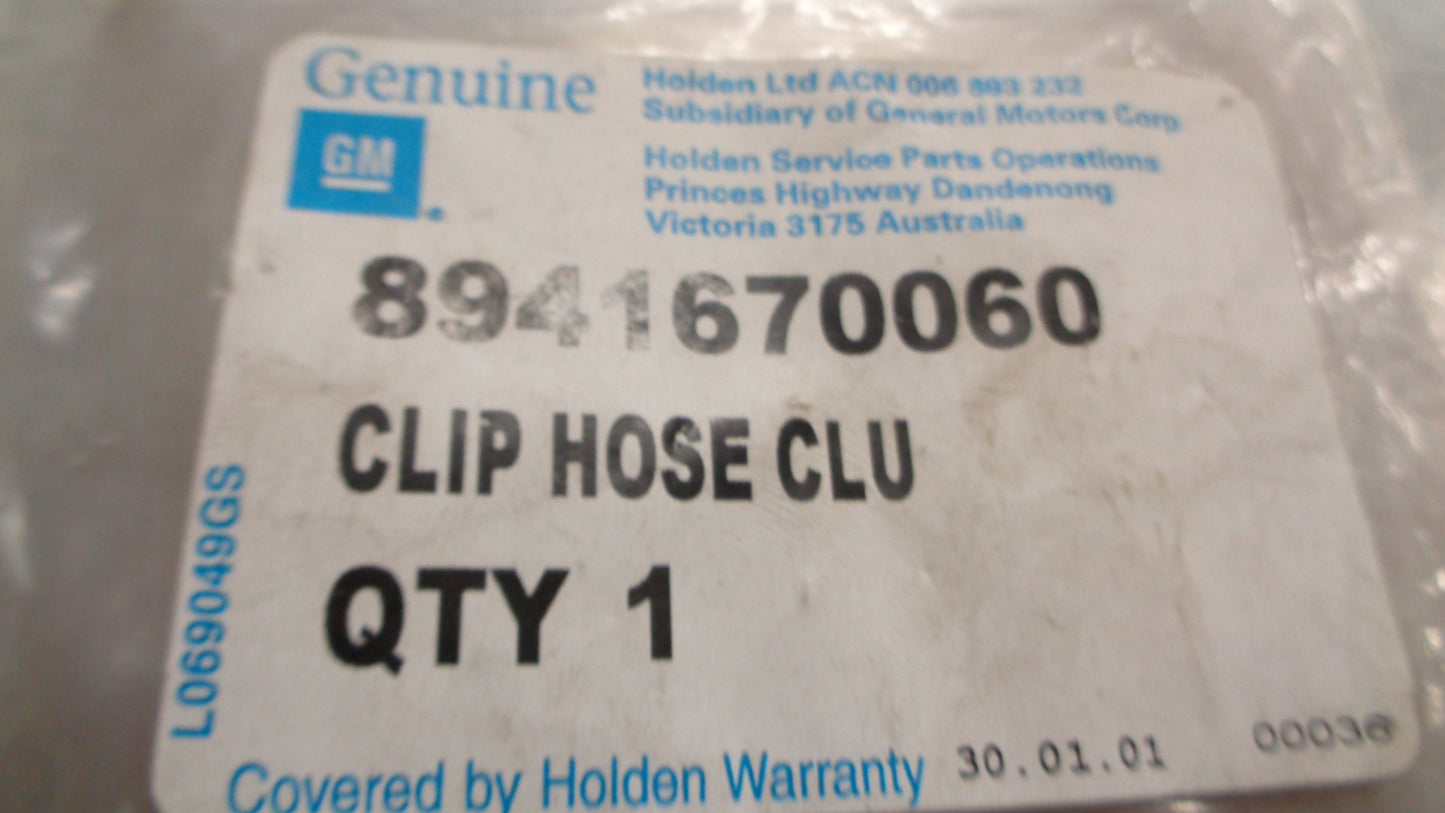 Genuine
GM
Holden Ltd ACN 006 893 232
Subsidiary of General Motors Corp
Holden Service Parts Operations
Princes Highway Dandenong
Victoria 3175 Australia
8941670060
CLIP HOSE CLU
QTY 1
L069049GS
Covered by Holden Warranty
30.01.01
00036